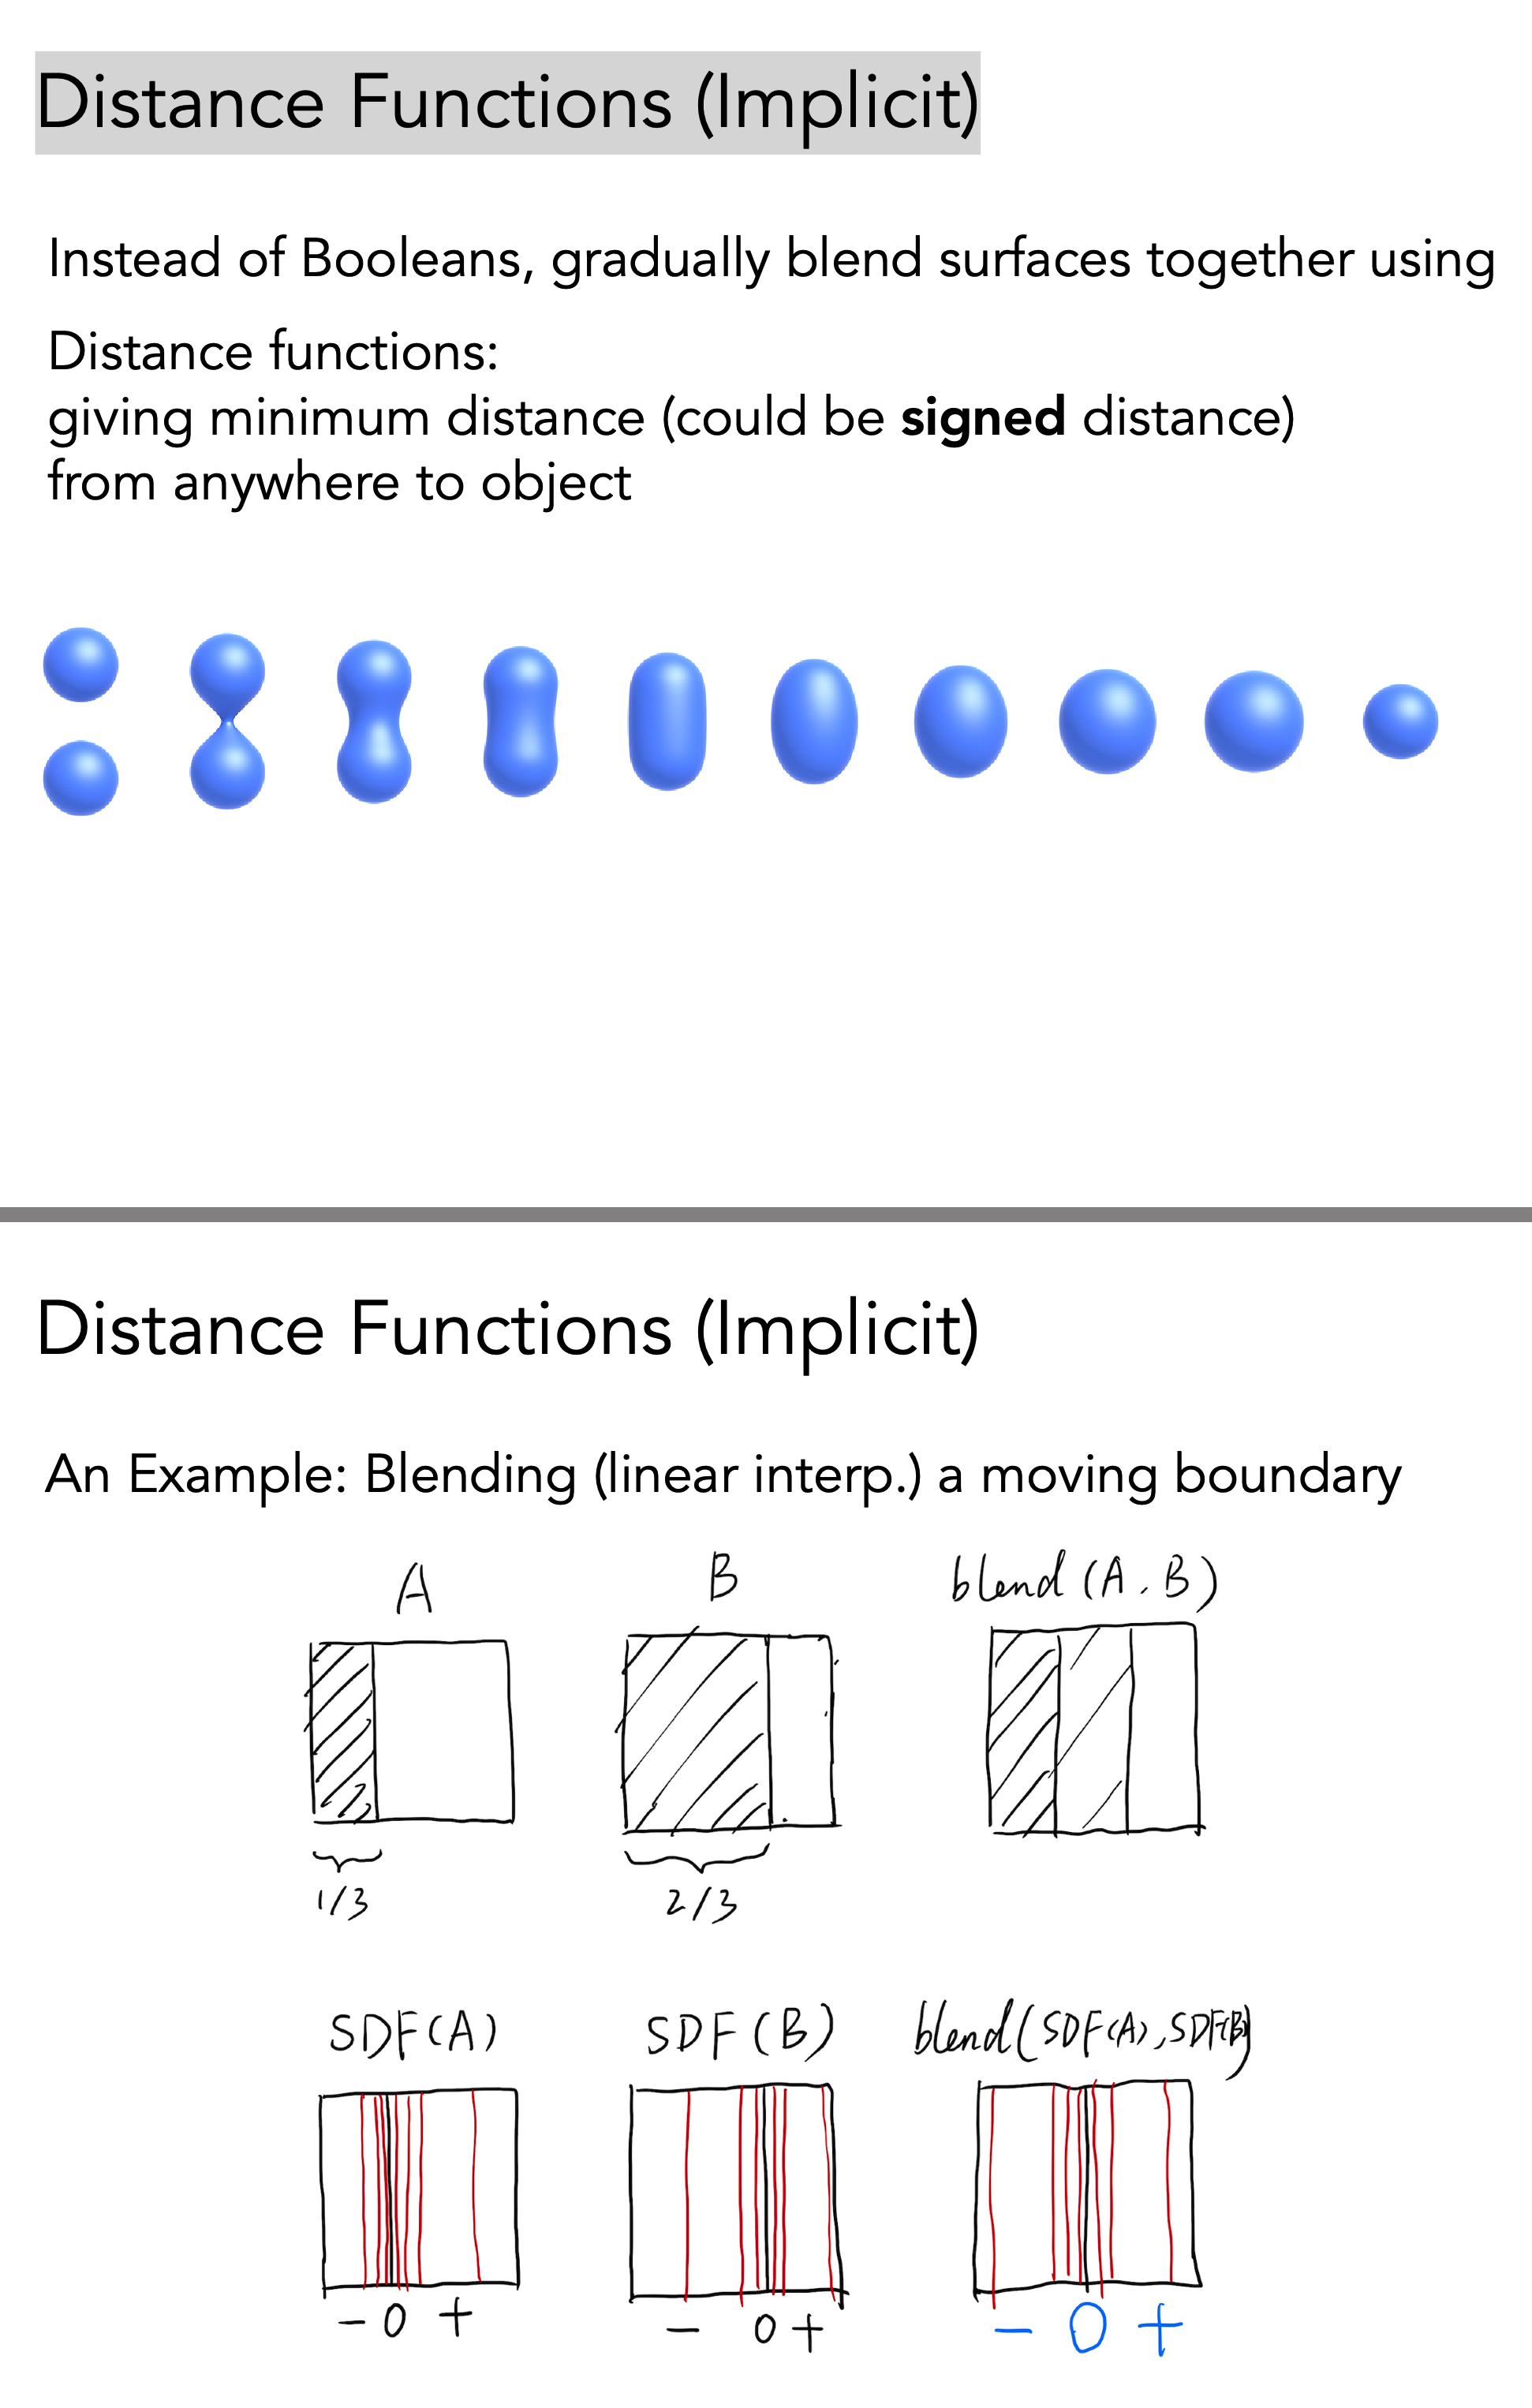 Distance Functions (Implicit)
Instead of Booleans, gradually blend surfaces together using
Distance functions:
giving minimum distance (could be signed distance)
from anywhere to object
Distance Functions (Implicit)
An Example: Blending (linear interp.) a moving boundary
A B blend (A, B)
1/3 2/3
SDF(A) SDF(B) blend(SDF(A), SDF(B))
- 0 + - 0 + - 0 +